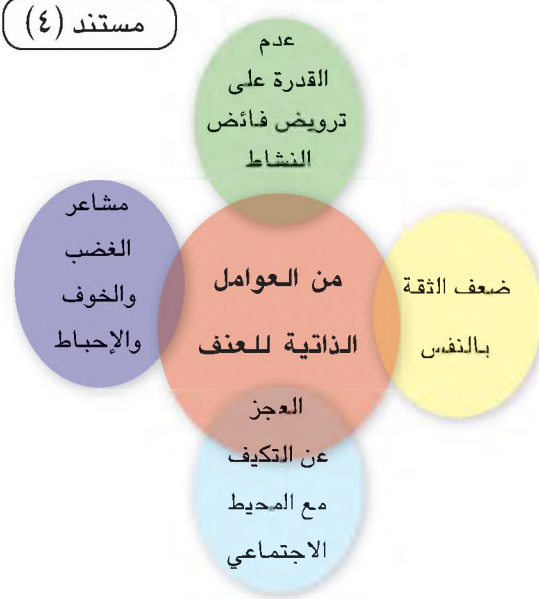 مستند (٤)
عدم
القدرة على
ترويض فائض
النشاط
مشاعر
الغضب
والخوف
والإحباط
من العوامل
الذاتية للعنف
ضعف الثقة
بالنفس
العجز
عن التكيف
مع المحيط
الاجتماعي